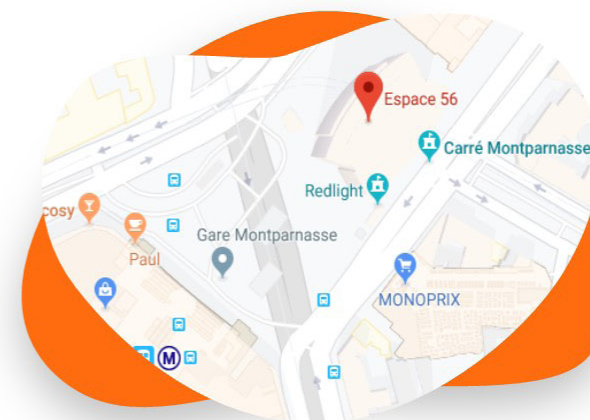 Espace 56
Carré Montparnasse
Redlight
cosy
Gare Montparnasse
Paul
MONOPRIX
M